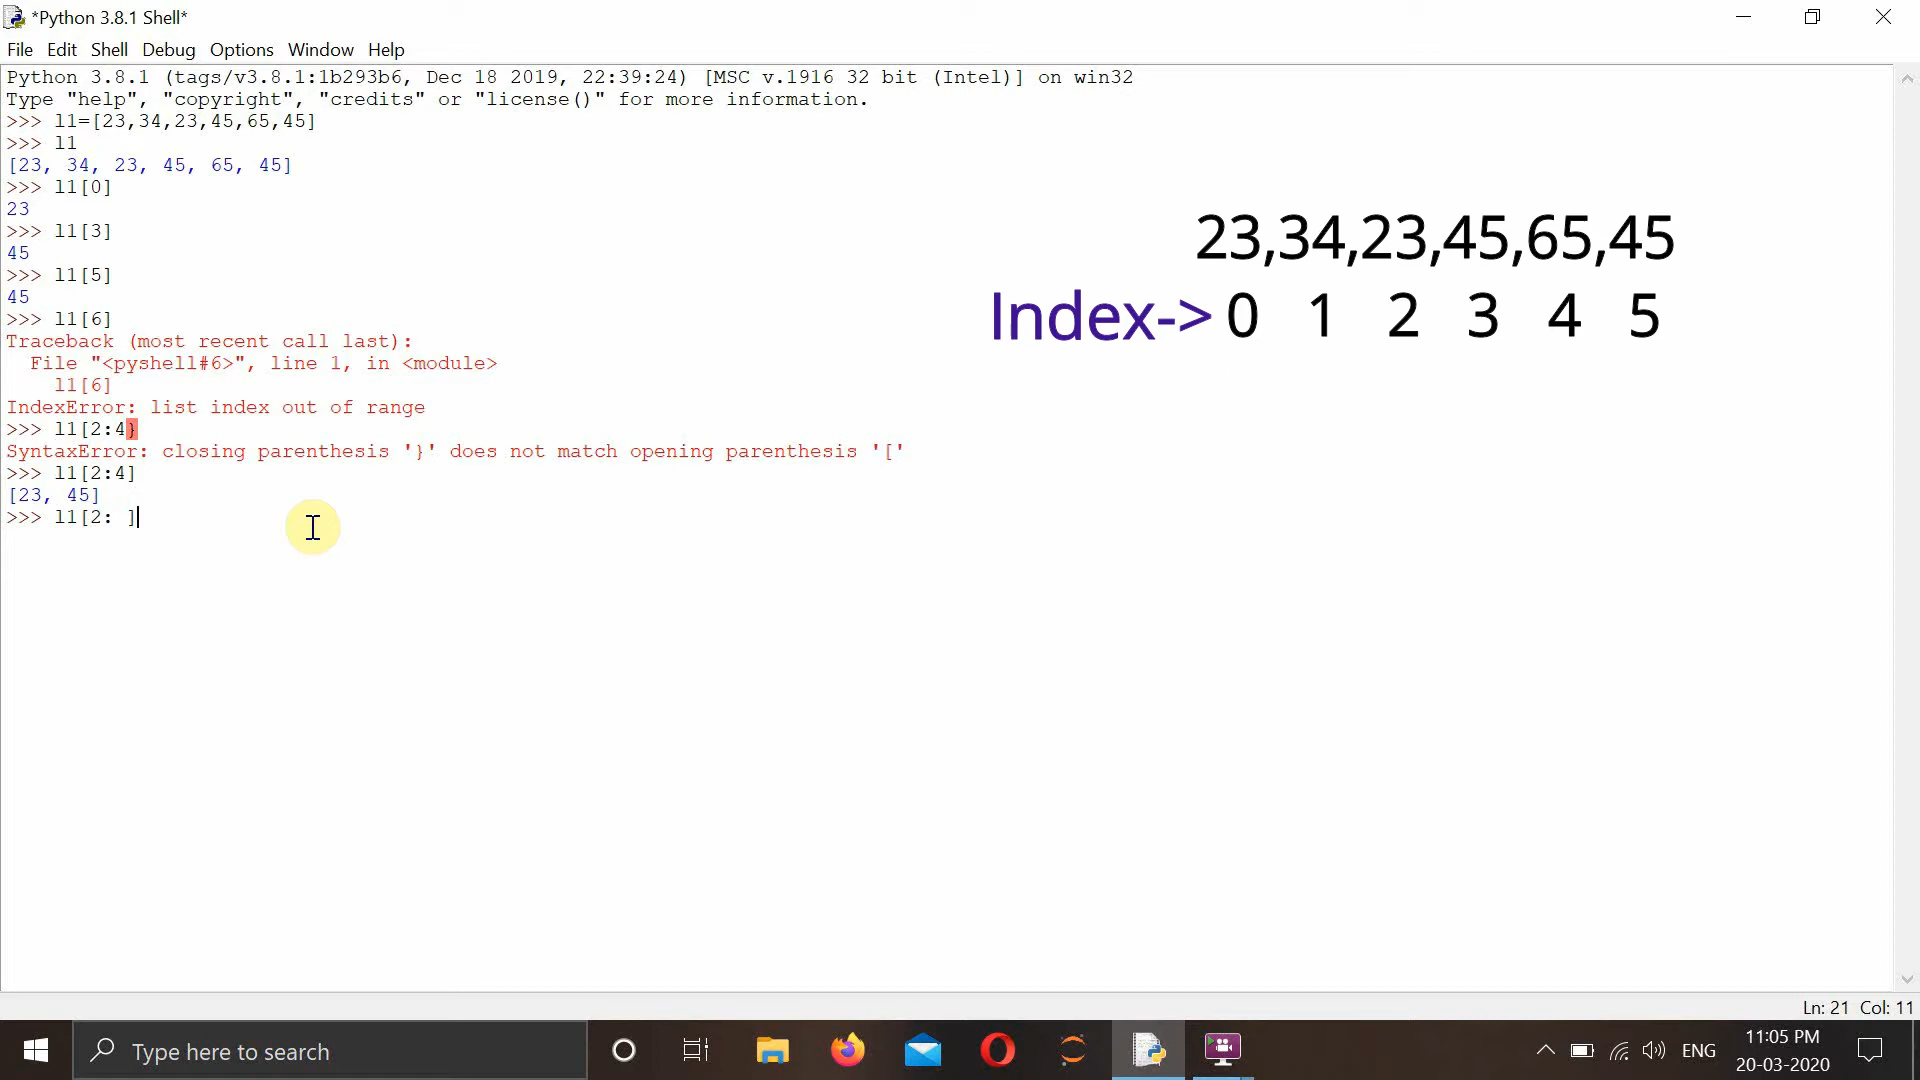 *Python 3.8.1 Shell*
File Edit Shell Debug Options Window Help
Python 3.8.1 (tags/v3.8.1:1b293b6, Dec 18 2019, 22:39:24) [MSC v.1916 32 bit (Intel)] on win32
Type "help", "copyright", "credits" or "license()" for more information.
>>> l1=[23,34,23,45,65,45]
>>> l1
[23, 34, 23, 45, 65, 45]
>>> l1[0]
23
>>> l1[3]
45
>>> l1[5]
45
>>> l1[6]
Traceback (most recent call last):
  File "<pyshell#6>", line 1, in <module>
    l1[6]
IndexError: list index out of range
>>> l1[2:4}
SyntaxError: closing parenthesis '}' does not match opening parenthesis '['
>>> l1[2:4]
[23, 45]
>>> l1[2: ]
23,34,23,45,65,45
Index-> 0 1 2 3 4 5
Ln: 21 Col: 11
Type here to search
ENG
11:05 PM
20-03-2020